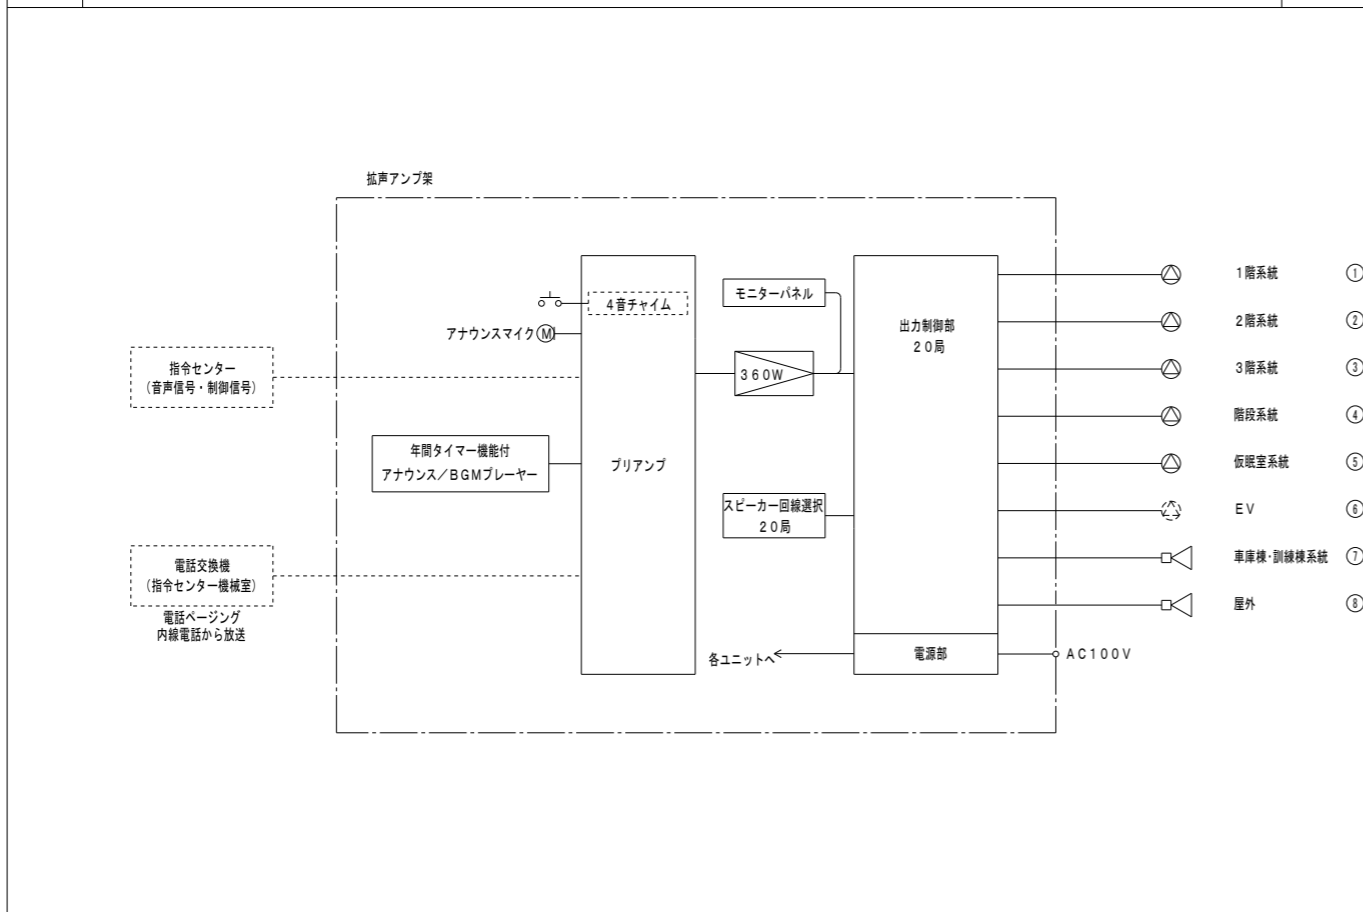 拡声アンプ架
4音チャイム
アナウンスマイク
M
指令センター
(音声信号・制御信号)
年間タイマー機能付
アナウンス/BGMプレーヤー
電話交換機
(指令センター機械室)
電話ページング
内線電話から放送
プリアンプ
モニターパネル
360W
スピーカー回線選択
20局
出力制御部
20局
各ユニットへ
電源部
AC100V
1階系統 ①
2階系統 ②
3階系統 ③
階段系統 ④
仮眠室系統 ⑤
EV ⑥
車庫棟・訓練棟系統 ⑦
屋外 ⑧